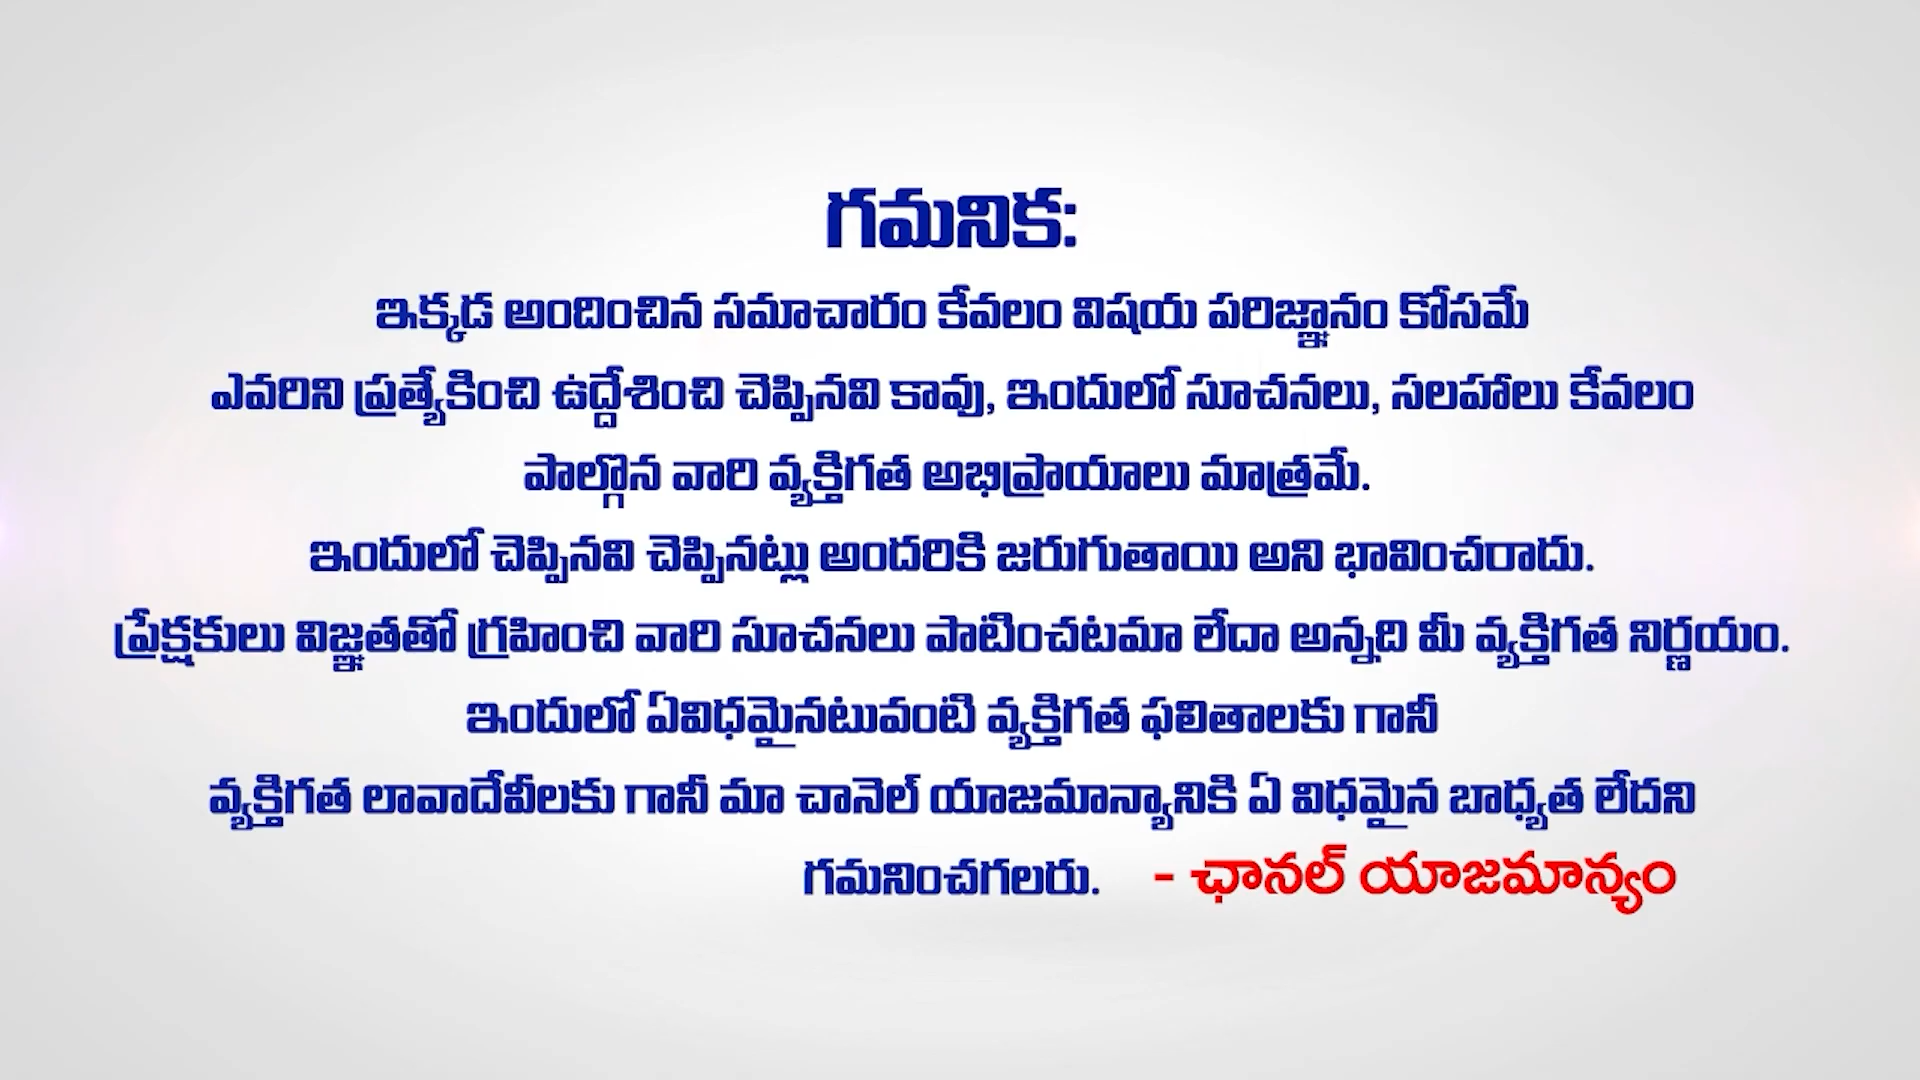 గమనిక:
ఇక్కడ అందించిన సమాచారం కేవలం విషయ పరిజ్ఞానం కోసమే
ఎవరిని ప్రత్యేకించి ఉద్దేశించి చెప్పినవి కావు, ఇందులో సూచనలు, సలహాలు కేవలం
పాల్గొన వారి వ్యక్తిగత అభిప్రాయాలు మాత్రమే.
ఇందులో చెప్పినవి చెప్పినట్లు అందరికి జరుగుతాయి అని భావించరాదు.
ప్రేక్షకులు విజ్ఞతతో గ్రహించి వారి సూచనలు పాటించటమా లేదా అన్నది మీ వ్యక్తిగత నిర్ణయం.
ఇందులో ఏవిధమైనటువంటి వ్యక్తిగత ఫలితాలకు గానీ
వ్యక్తిగత లావాదేవీలకు గానీ మా చానెల్ యాజమాన్యానికి ఏ విధమైన బాధ్యత లేదని
గమనించగలరు. - ఛానల్ యాజమాన్యం